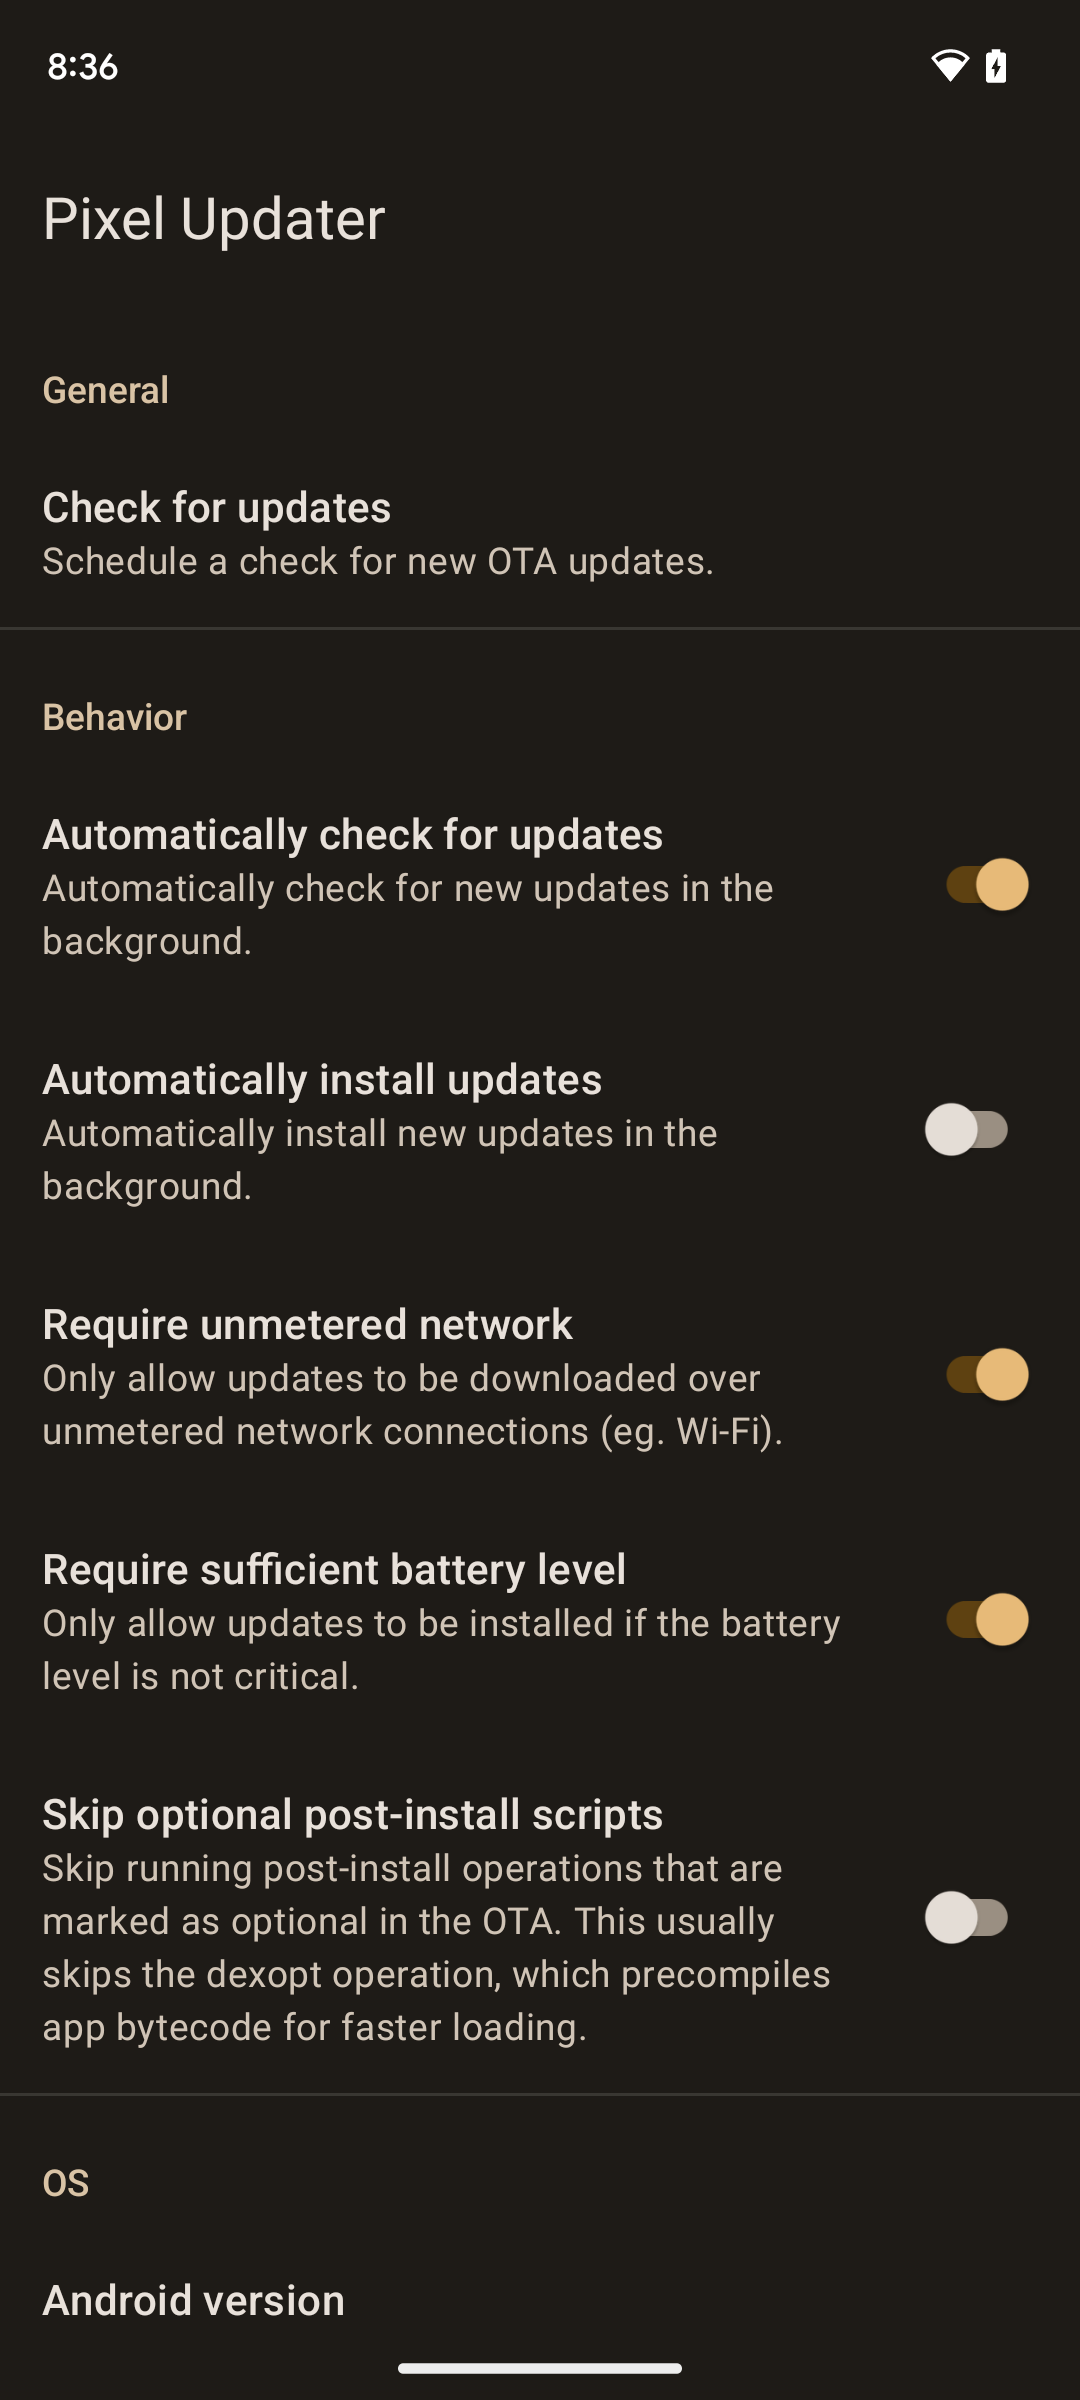 8:36
Pixel Updater
General
Check for updates
Schedule a check for new OTA updates.
Behavior
Automatically check for updates
Automatically check for new updates in the
background.
Automatically install updates
Automatically install new updates in the
background.
Require unmetered network
Only allow updates to be downloaded over
unmetered network connections (eg. Wi-Fi).
Require sufficient battery level
Only allow updates to be installed if the battery
level is not critical.
Skip optional post-install scripts
Skip running post-install operations that are
marked as optional in the OTA. This usually
skips the dexopt operation, which precompiles
app bytecode for faster loading.
OS
Android version